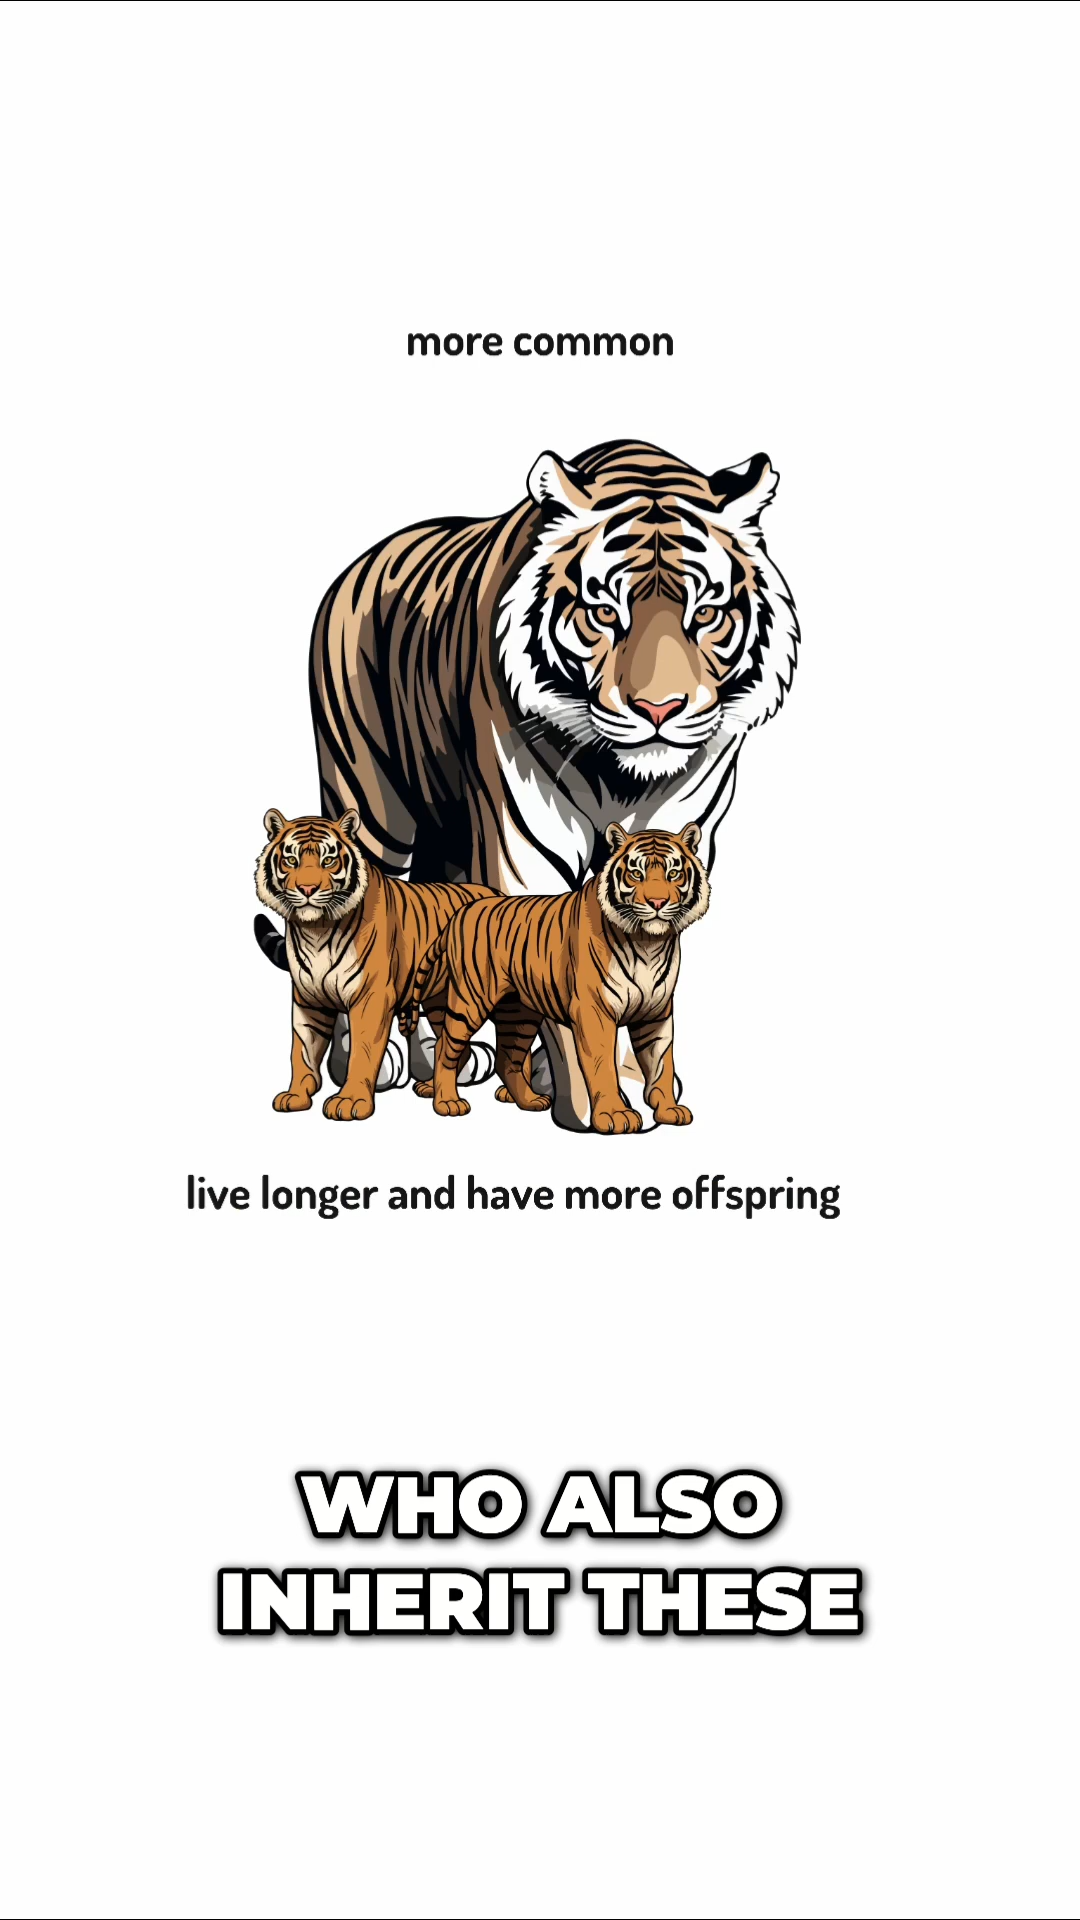 more common
live longer and have more offspring
WHO ALSO
INHERIT THESE